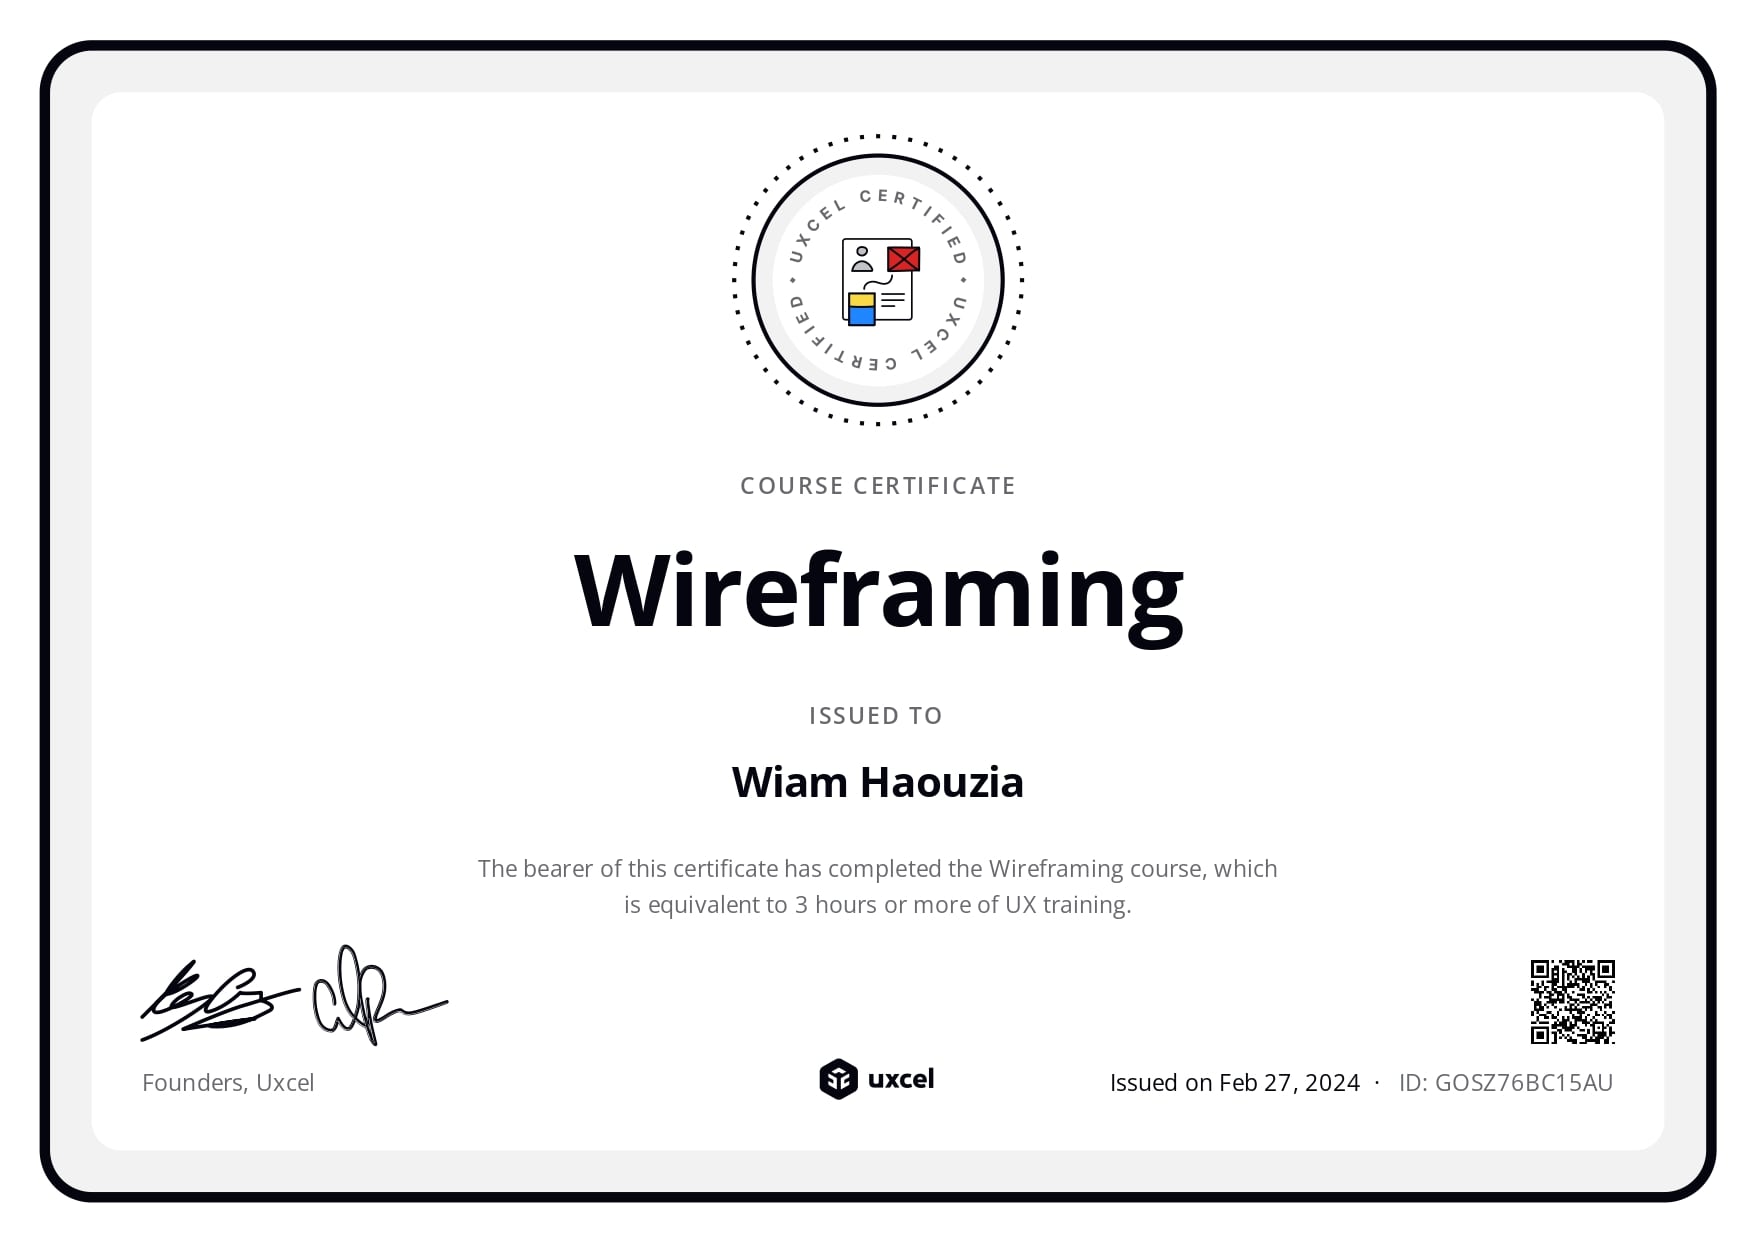 UXCEL CERTIFIED • UXCEL CERTIFIED •
COURSE CERTIFICATE
Wireframing
ISSUED TO
Wiam Haouzia
The bearer of this certificate has completed the Wireframing course, which
is equivalent to 3 hours or more of UX training.
Founders, Uxcel
uxcel
Issued on Feb 27, 2024 · ID: GOSZ76BC15AU